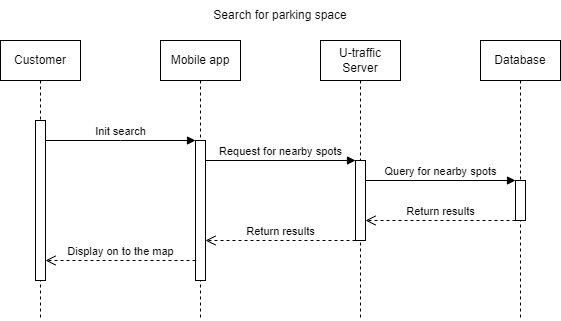 Search for parking space
Customer
Mobile app
U-traffic
Server
Database
Init search
Request for nearby spots
Query for nearby spots
Return results
Return results
Display on to the map